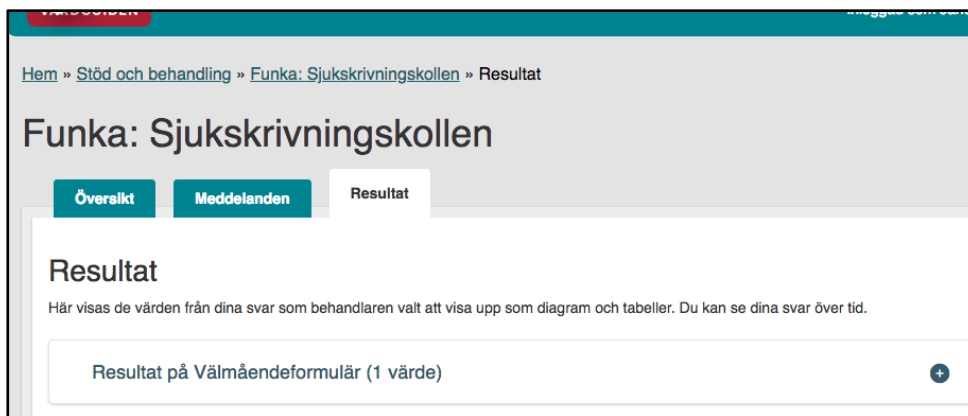 Hem » Stöd och behandling » Funka: Sjukskrivningskollen » Resultat
Funka: Sjukskrivningskollen
Översikt
Meddelanden
Resultat
Resultat
Här visas de värden från dina svar som behandlaren valt att visa upp som diagram och tabeller. Du kan se dina svar över tid.
Resultat på Välmåendeformulär (1 värde)